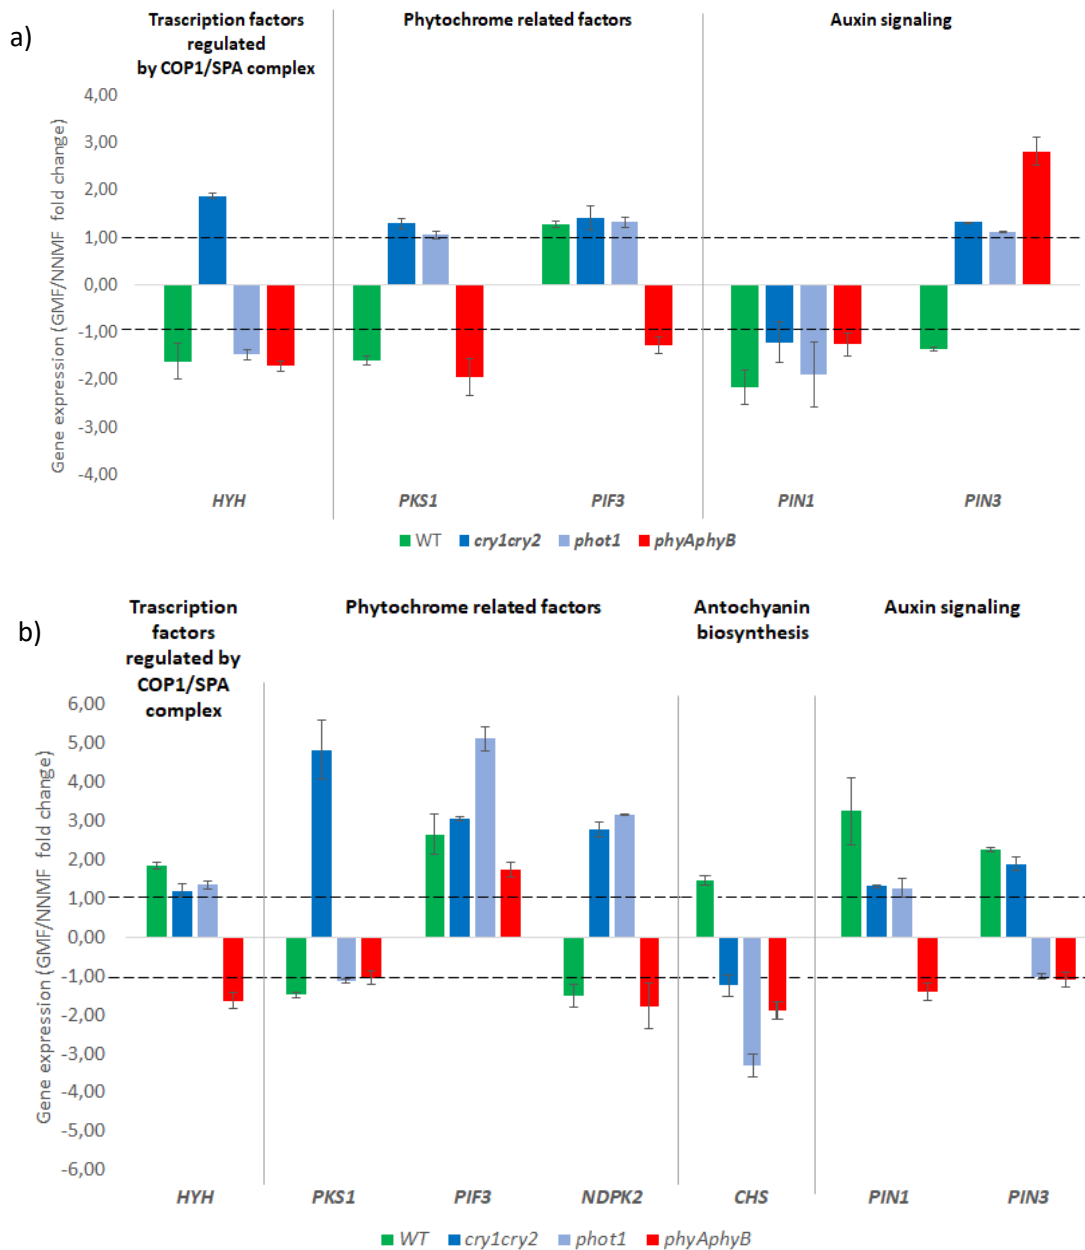 a)
Trascription factors
regulated
by COP1/SPA complex
Phytochrome related factors
Auxin signaling
Gene expression (GMF/NNMF fold change)
4,00
3,00
2,00
1,00
0,00
-1,00
-2,00
-3,00
-4,00
HYH
PKS1
PIF3
PIN1
PIN3
WT cry1cry2 phot1 phyAphyB
b)
Trascription
factors
regulated by
COP1/SPA
complex
Phytochrome related factors
Antochyanin
biosynthesis
Auxin signaling
Gene expression (GMF/NNMF fold change)
6,00
5,00
4,00
3,00
2,00
1,00
0,00
-1,00
-2,00
-3,00
-4,00
-5,00
-6,00
HYH
PKS1
PIF3
NDPK2
CHS
PIN1
PIN3
WT cry1cry2 phot1 phyAphyB